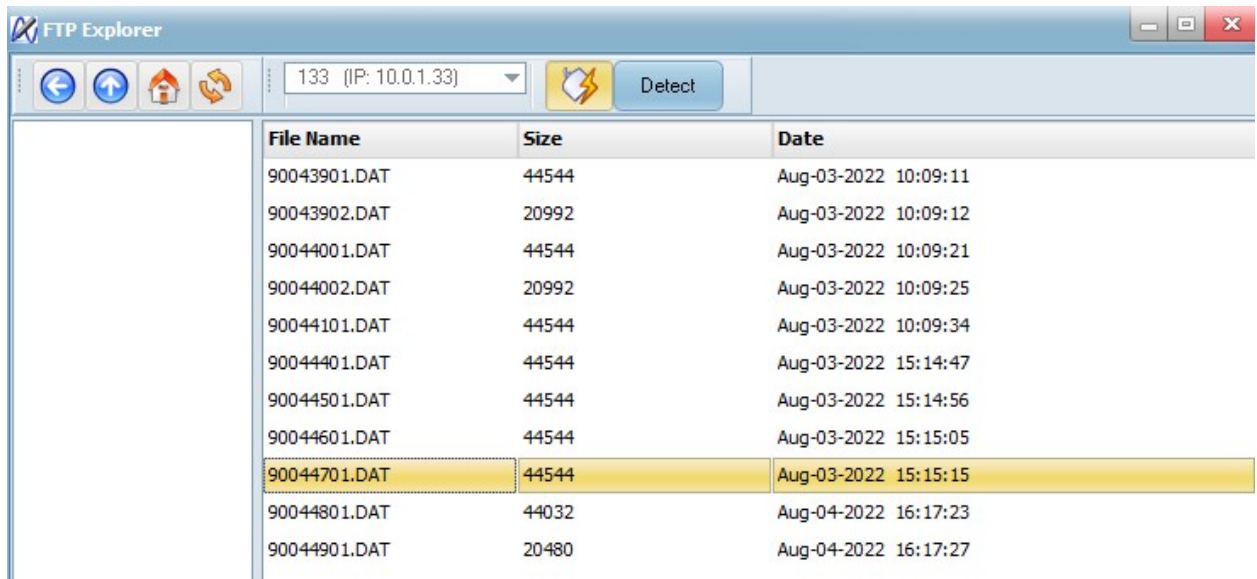 FTP Explorer
133 (IP: 10.0.1.33) Detect
File Name Size Date
90043901.DAT 44544 Aug-03-2022 10:09:11
90043902.DAT 20992 Aug-03-2022 10:09:12
90044001.DAT 44544 Aug-03-2022 10:09:21
90044002.DAT 20992 Aug-03-2022 10:09:25
90044101.DAT 44544 Aug-03-2022 10:09:34
90044401.DAT 44544 Aug-03-2022 15:14:47
90044501.DAT 44544 Aug-03-2022 15:14:56
90044601.DAT 44544 Aug-03-2022 15:15:05
90044701.DAT 44544 Aug-03-2022 15:15:15
90044801.DAT 44032 Aug-04-2022 16:17:23
90044901.DAT 20480 Aug-04-2022 16:17:27